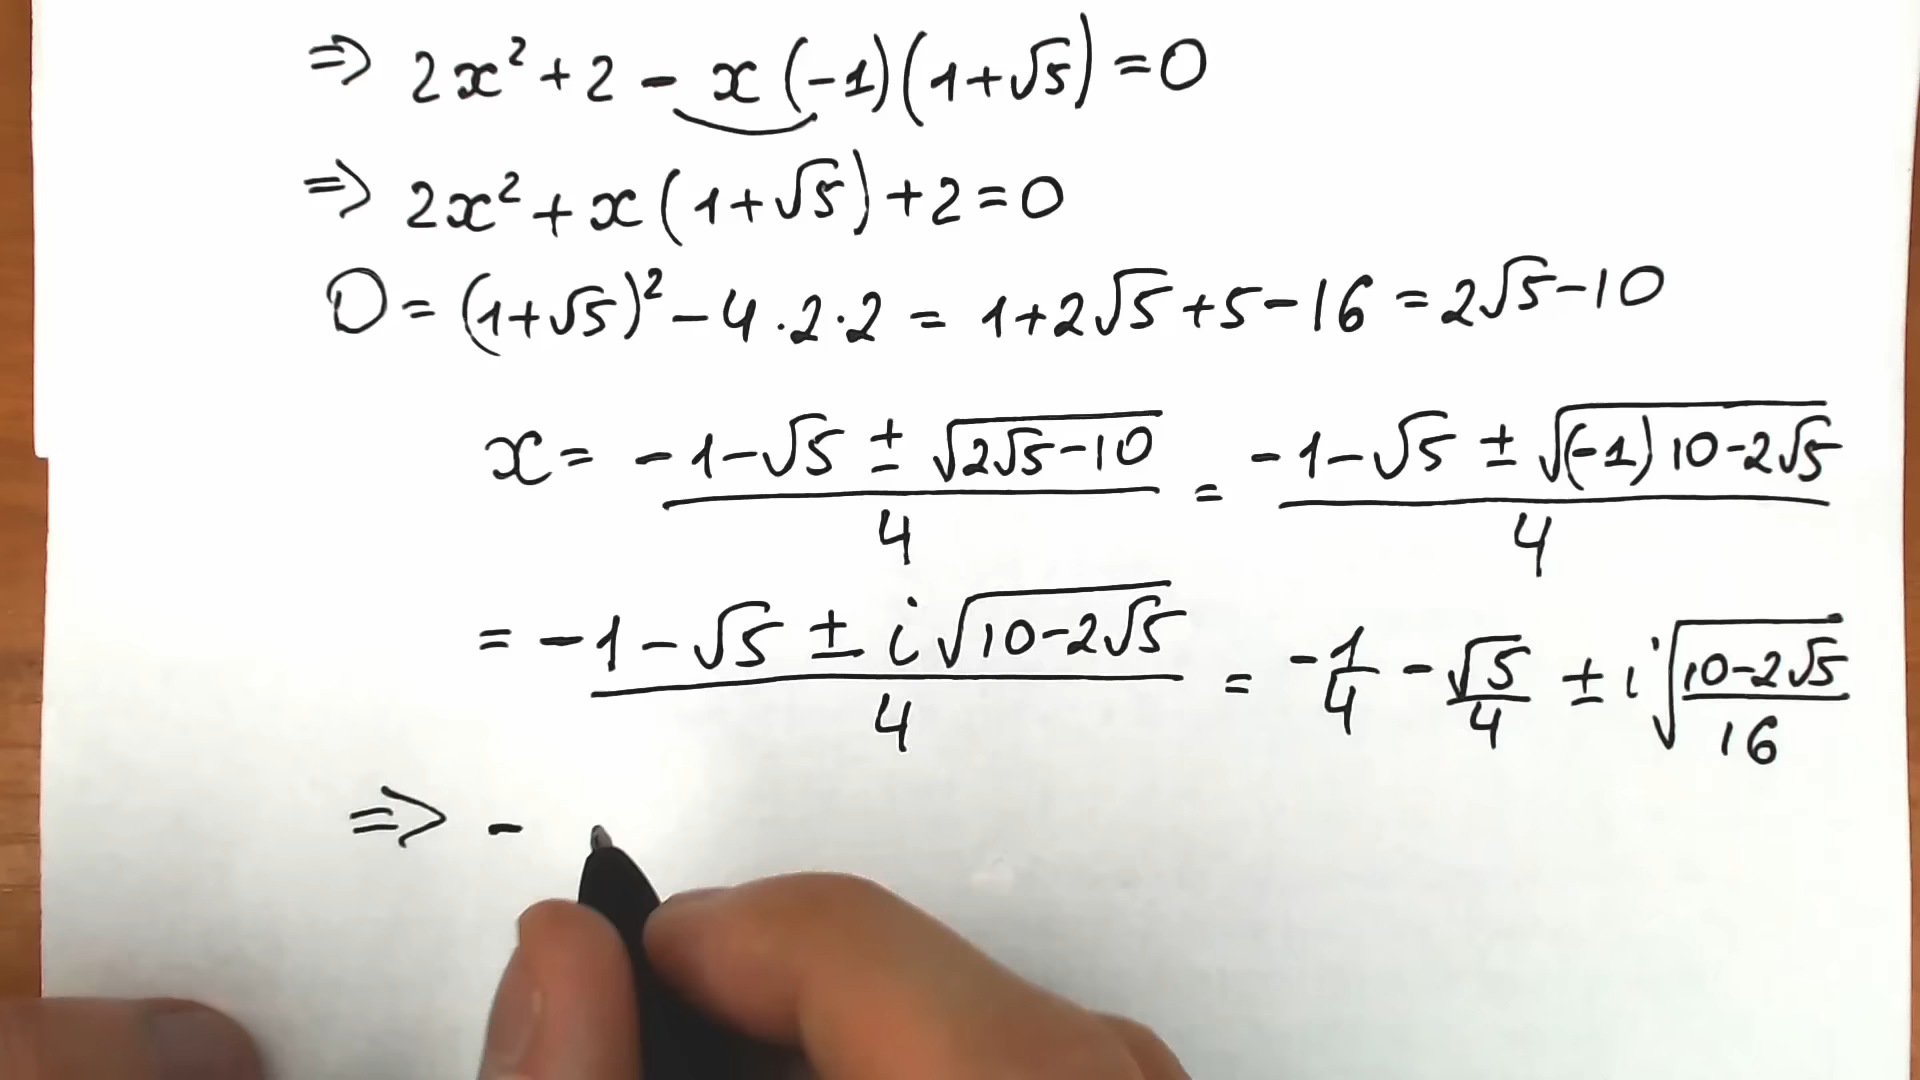 ⇒ 2x² + 2 - x(-1)(1+√5) = 0
⇒ 2x² + x(1+√5) + 2 = 0
D = (1+√5)² - 4·2·2 = 1+2√5+5-16 = 2√5-10
x = (-1-√5 ± √(2√5-10))/4 = (-1-√5 ± √((-1)10-2√5))/4
= (-1-√5 ± i√(10-2√5))/4 = -1/4 - √5/4 ± i√((10-2√5)/16)
⇒ -